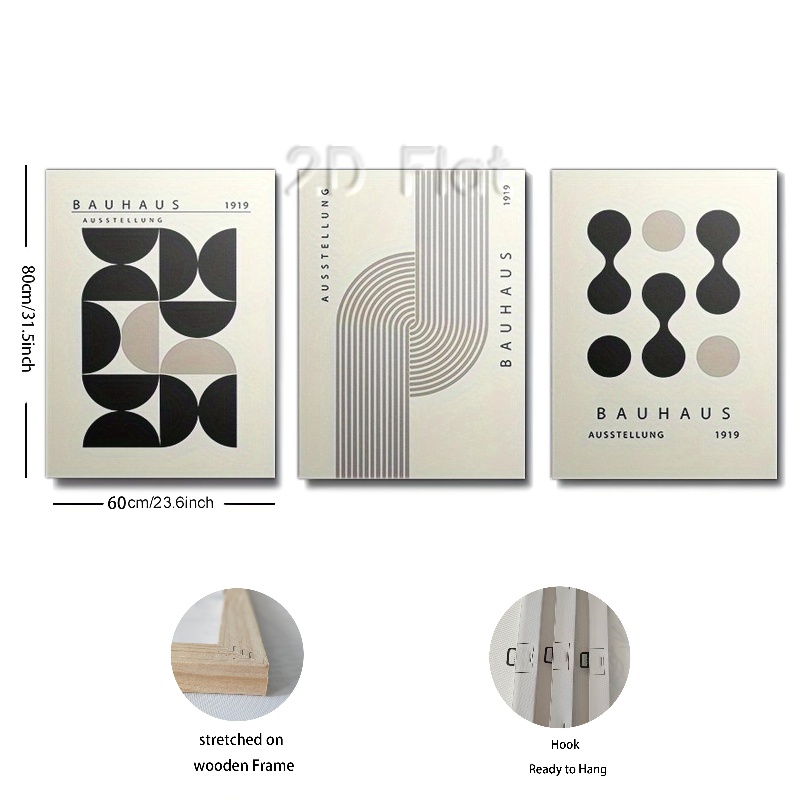 2D Flat
BAUHAUS 1919
AUSSTELLUNG
AUSSTELLUNG
1919
BAUHAUS
BAUHAUS
AUSSTELLUNG 1919
80cm/31.5inch
60cm/23.6inch
stretched on
wooden Frame
Hook
Ready to Hang